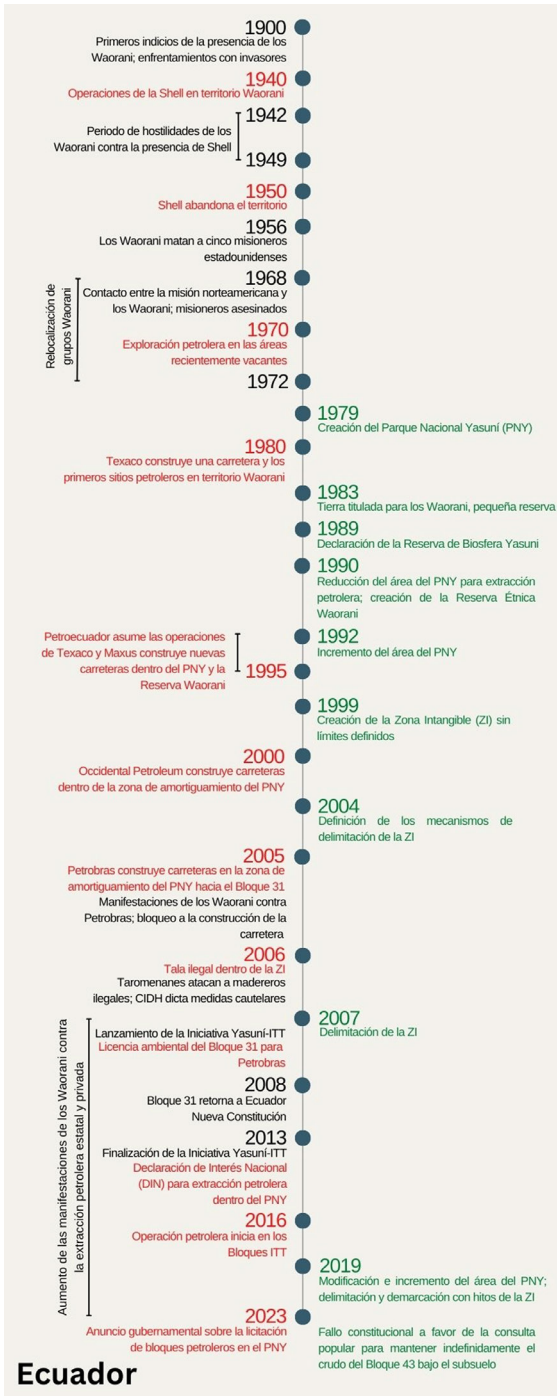 1900
Primeros indicios de la presencia de los
Waorani; enfrentamientos con invasores
1940
Operaciones de la Shell en territorio Waorani
1942
Periodo de hostilidades de los
Waorani contra la presencia de Shell
1949
1950
Shell abandona el territorio
1956
Los Waorani matan a cinco misioneros
estadounidenses
Relocalización de
grupos Waorani
1968
Contacto entre la misión norteamericana y
los Waorani; misioneros asesinados
1970
Exploración petrolera en las áreas
recientemente vacantes
1972
1979
Creación del Parque Nacional Yasuní (PNY)
1980
Texaco construye una carretera y los
primeros sitios petroleros en territorio Waorani
1983
Tierra titulada para los Waorani, pequeña reserva
1989
Declaración de la Reserva de Biosfera Yasuni
1990
Reducción del área del PNY para extracción
petrolera; creación de la Reserva Étnica
Waorani
1992
Incremento del área del PNY
Petroecuador asume las operaciones
de Texaco y Maxus construye nuevas
carreteras dentro del PNY y la
Reserva Waorani
1995
1999
Creación de la Zona Intangible (ZI) sin
límites definidos
2000
Occidental Petroleum construye carreteras
dentro de la zona de amortiguamiento del PNY
2004
Definición de los mecanismos de
delimitación de la ZI
2005
Petrobras construye carreteras en la zona de
amortiguamiento del PNY hacia el Bloque 31
Manifestaciones de los Waorani contra
Petrobras; bloqueo a la construcción de la
carretera
2006
Tala ilegal dentro de la ZI
Taromenanes atacan a madereros
ilegales; CIDH dicta medidas cautelares
2007
Delimitación de la ZI
Aumento de las manifestaciones de los Waorani contra
la extracción petrolera estatal y privada
Lanzamiento de la Iniciativa Yasuní-ITT
Licencia ambiental del Bloque 31 para
Petrobras
2008
Bloque 31 retorna a Ecuador
Nueva Constitución
2013
Finalización de la Iniciativa Yasuní-ITT
Declaración de Interés Nacional
(DIN) para extracción petrolera
dentro del PNY
2016
Operación petrolera inicia en los
Bloques ITT
2019
Modificación e incremento del área del PNY;
delimitación y demarcación con hitos de la ZI
2023
Anuncio gubernamental sobre la licitación
de bloques petroleros en el PNY
Fallo constitucional a favor de la consulta
popular para mantener indefinidamente el
crudo del Bloque 43 bajo el subsuelo
Ecuador